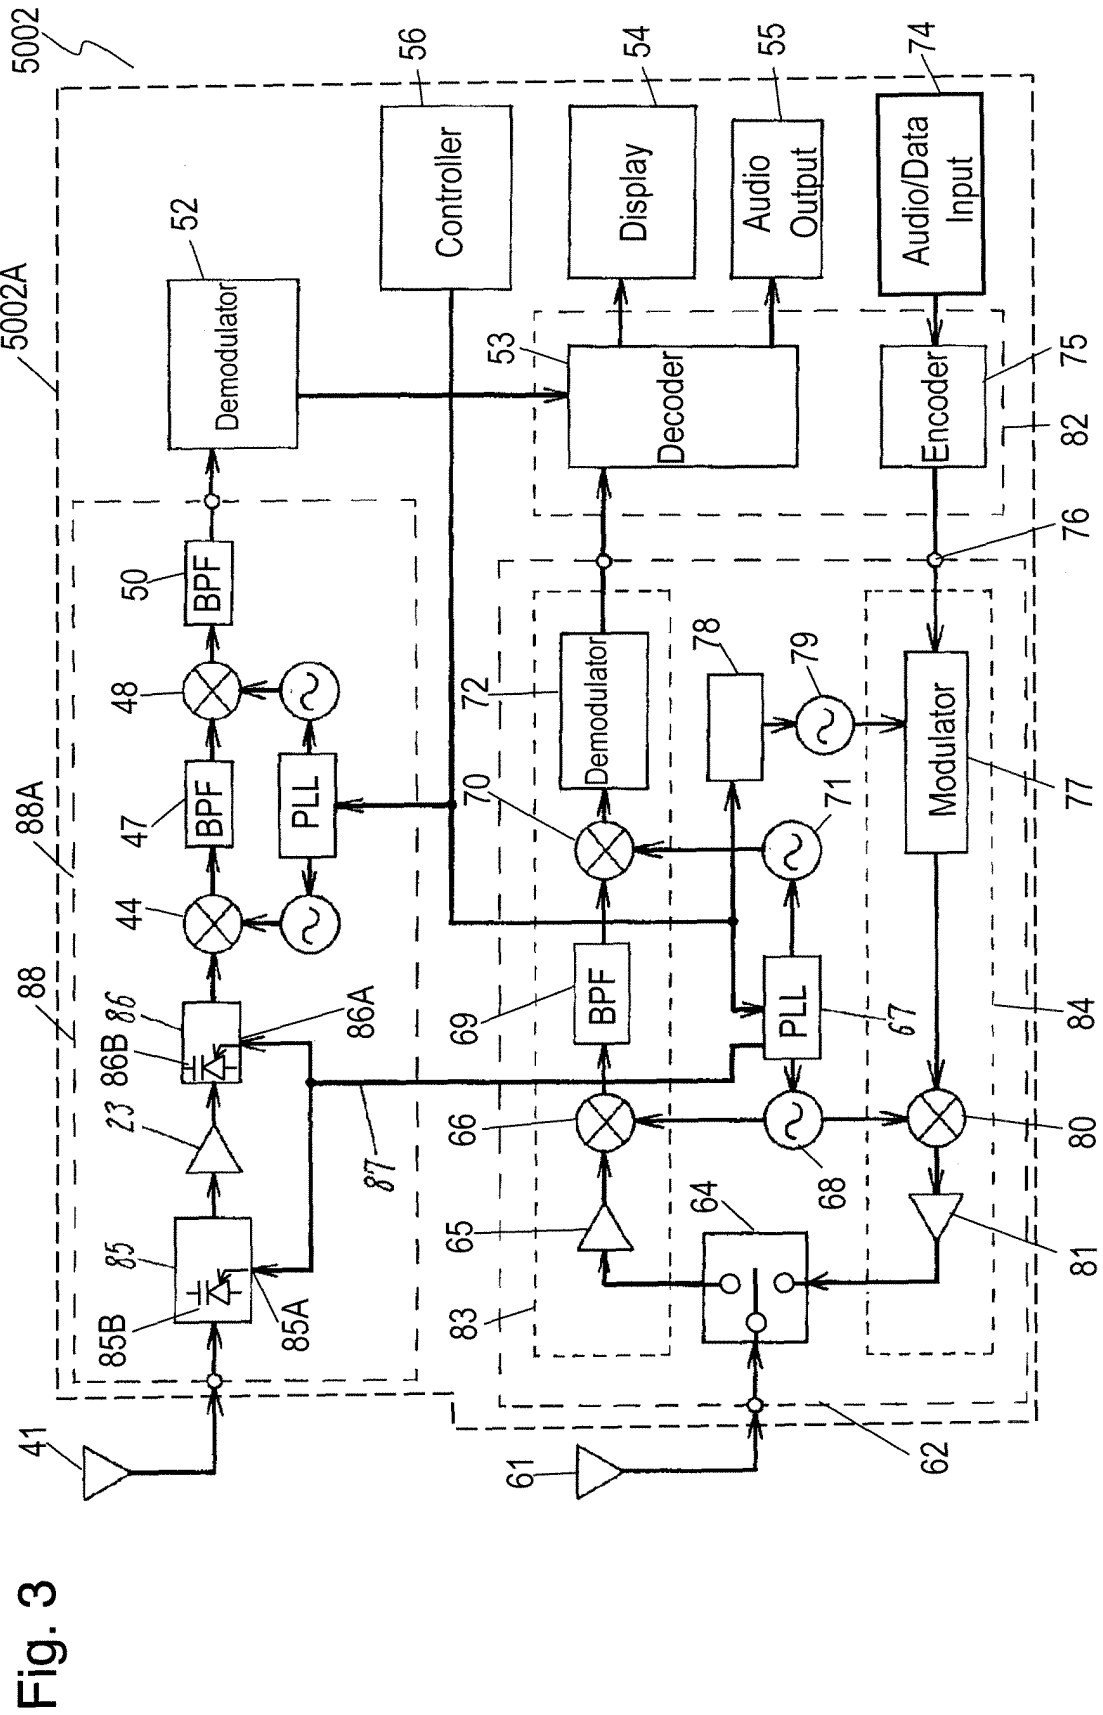 Fig. 3
5002
5002A
88A
88
41
85B
85
85A
23
86B
86
86A
44
BPF
47
48
BPF
50
PLL
Demodulator
52
87
Controller
56
61
62
64
83
65
66
BPF
69
70
Demodulator
72
68
PLL
67
71
78
79
81
80
84
Modulator
77
76
Decoder
53
Encoder
75
82
Display
54
Audio
Output
55
Audio/Data
Input
74